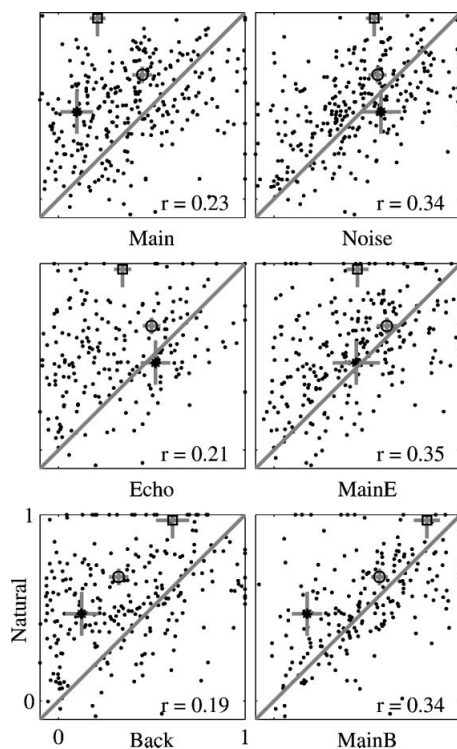 r = 0.23
r = 0.34
Main
Noise
r = 0.21
r = 0.35
Echo
MainE
1
Natural
0
r = 0.19
r = 0.34
0
Back
1
MainB